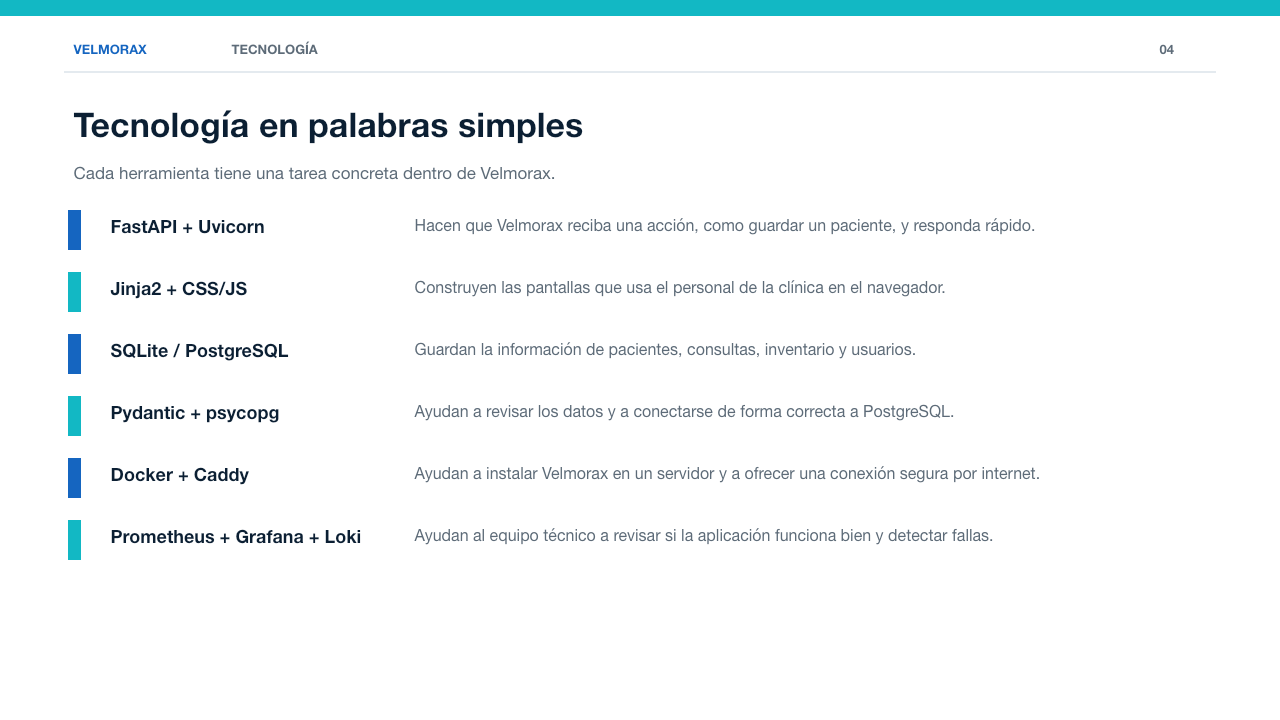 VELMORAX TECNOLOGÍA 04
Tecnología en palabras simples
Cada herramienta tiene una tarea concreta dentro de Velmorax.
FastAPI + Uvicorn Hacen que Velmorax reciba una acción, como guardar un paciente, y responda rápido.
Jinja2 + CSS/JS Construyen las pantallas que usa el personal de la clínica en el navegador.
SQLite / PostgreSQL Guardan la información de pacientes, consultas, inventario y usuarios.
Pydantic + psycopg Ayudan a revisar los datos y a conectarse de forma correcta a PostgreSQL.
Docker + Caddy Ayudan a instalar Velmorax en un servidor y a ofrecer una conexión segura por internet.
Prometheus + Grafana + Loki Ayudan al equipo técnico a revisar si la aplicación funciona bien y detectar fallas.